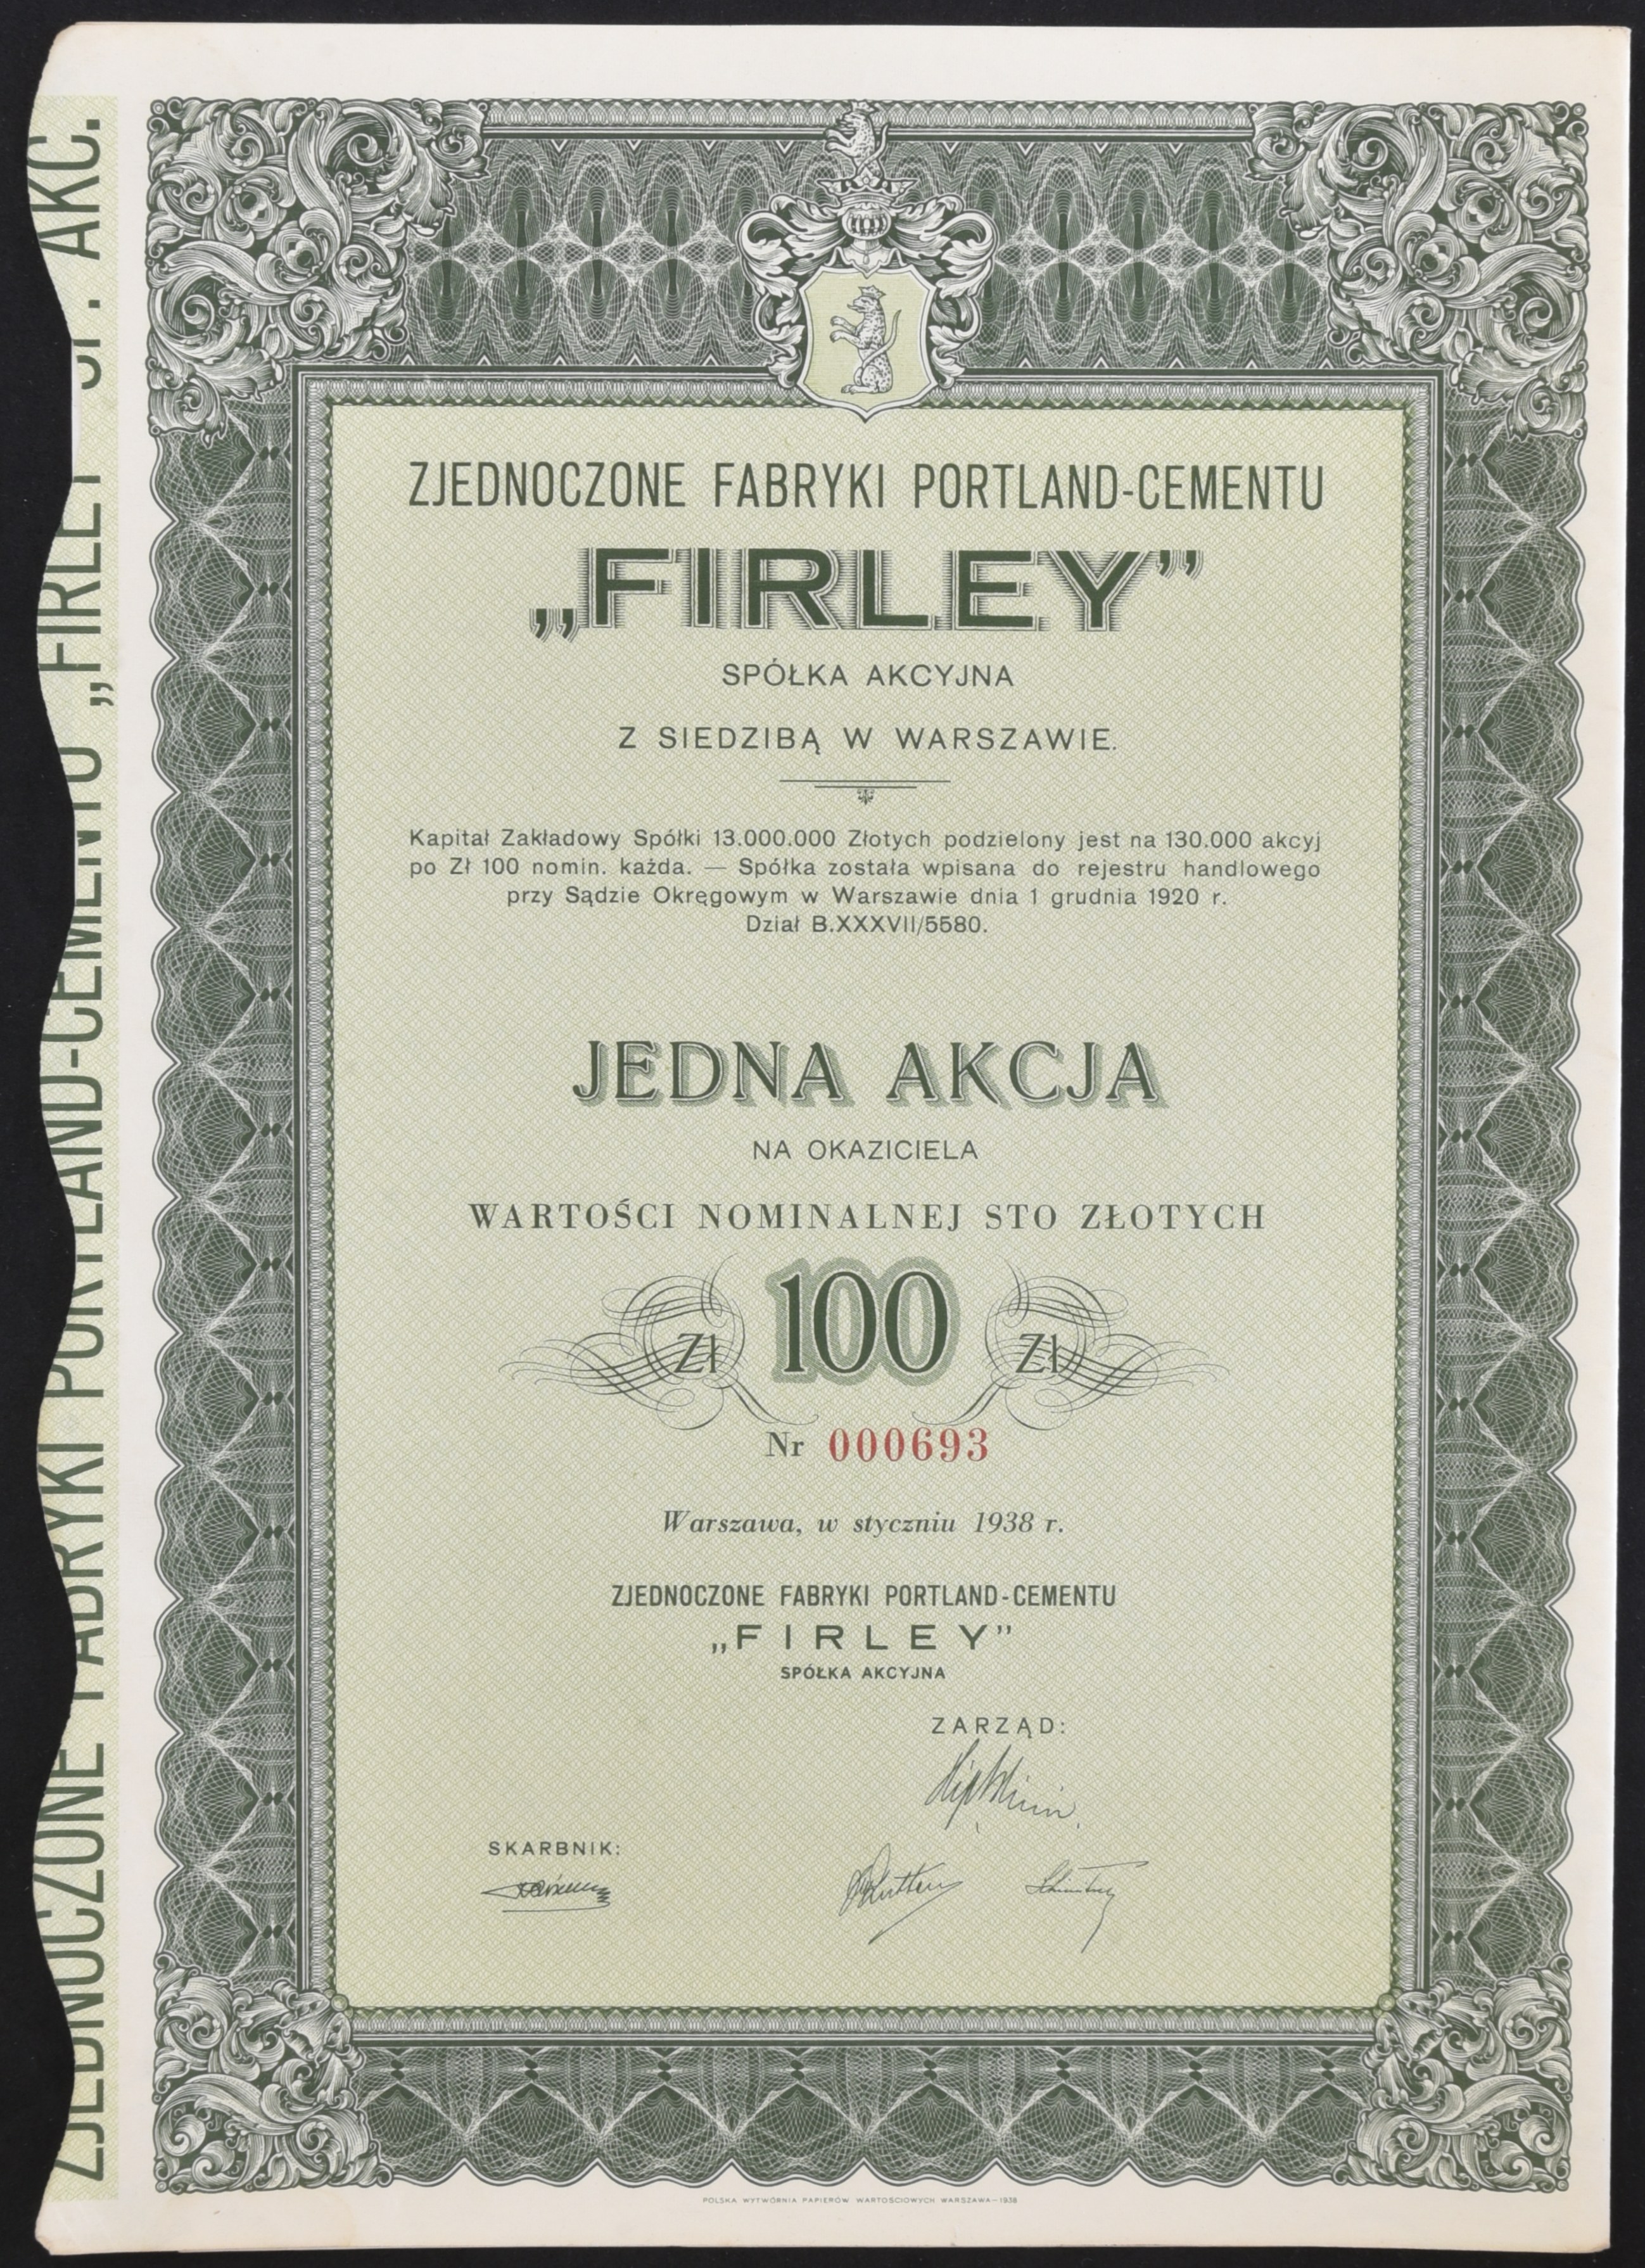 ZJEDNOCZONE FABRYKI PORTLAND-CEMENTU „FIRLEY" SP. AKC.
ZJEDNOCZONE FABRYKI PORTLAND-CEMENTU
„FIRLEY”
SPÓŁKA AKCYJNA
Z SIEDZIBĄ W WARSZAWIE.
Kapitał Zakładowy Spółki 13.000.000 Złotych podzielony jest na 130.000 akcyj
po Zł 100 nomin. każda. — Spółka została wpisana do rejestru handlowego
przy Sądzie Okręgowym w Warszawie dnia 1 grudnia 1920 r.
Dział B.XXXVII/5580.
JEDNA AKCJA
NA OKAZICIELA
WARTOŚCI NOMINALNEJ STO ZŁOTYCH
Zł 100 Zł
Nr 000693
Warszawa, w styczniu 1938 r.
ZJEDNOCZONE FABRYKI PORTLAND-CEMENTU
„FIRLEY”
SPÓŁKA AKCYJNA
ZARZĄD:
SKARBNIK:
POLSKA WYTWÓRNIA PAPIERÓW WARTOŚCIOWYCH WARSZAWA—1938